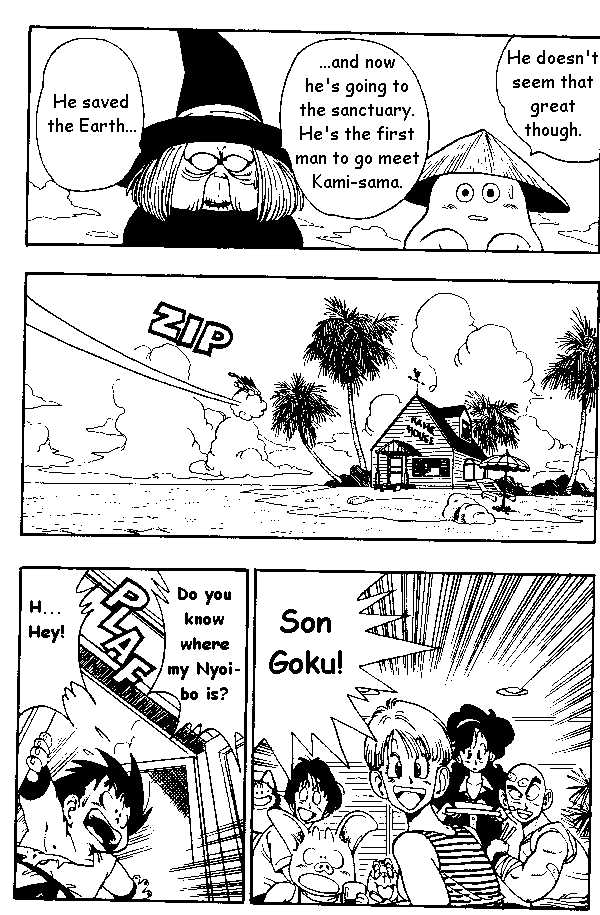 He saved
the Earth...
...and now
he's going to
the sanctuary.
He's the first
man to go meet
Kami-sama.
He doesn't
seem that
great
though.
ZIP
KAME
HOUSE
H...
Hey!
PLAF
Do you
know
where
my Nyoi-
bo is?
Son
Goku!